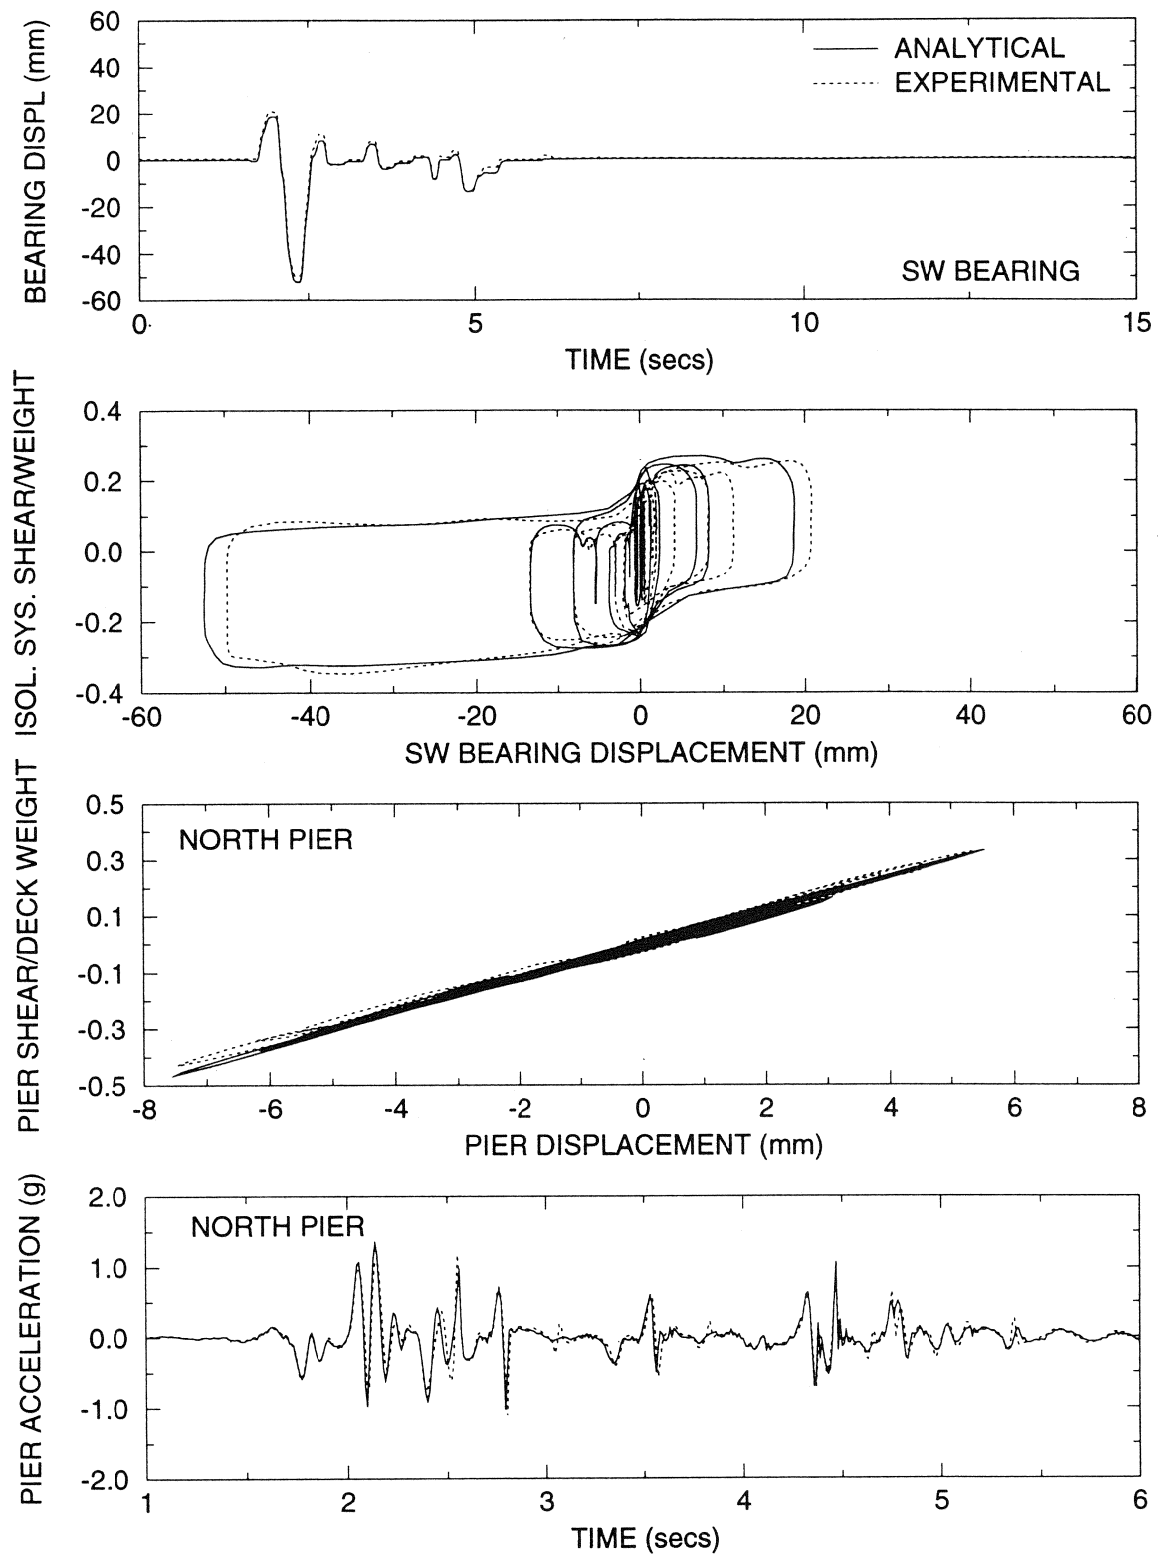 BEARING DISPL (mm)
60
40
20
0
-20
-40
-60
ANALYTICAL
EXPERIMENTAL
SW BEARING
0 5 10 15
TIME (secs)
ISOL. SYS. SHEAR/WEIGHT
0.4
0.2
0.0
-0.2
-0.4
-60 -40 -20 0 20 40 60
SW BEARING DISPLACEMENT (mm)
PIER SHEAR/DECK WEIGHT
0.5
0.3
0.1
-0.1
-0.3
-0.5
NORTH PIER
-8 -6 -4 -2 0 2 4 6 8
PIER DISPLACEMENT (mm)
PIER ACCELERATION (g)
2.0
1.0
0.0
-1.0
-2.0
NORTH PIER
1 2 3 4 5 6
TIME (secs)